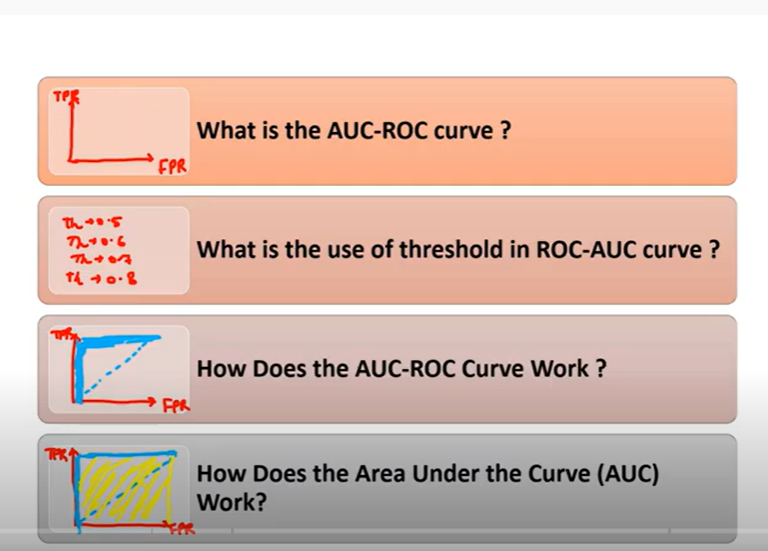 TPR
FPR
What is the AUC-ROC curve ?
Th → 0.5
Th → 0.6
Th → 0.7
Th → 0.8
What is the use of threshold in ROC-AUC curve ?
TPR
FPR
How Does the AUC-ROC Curve Work ?
TPR
FPR
How Does the Area Under the Curve (AUC)
Work?